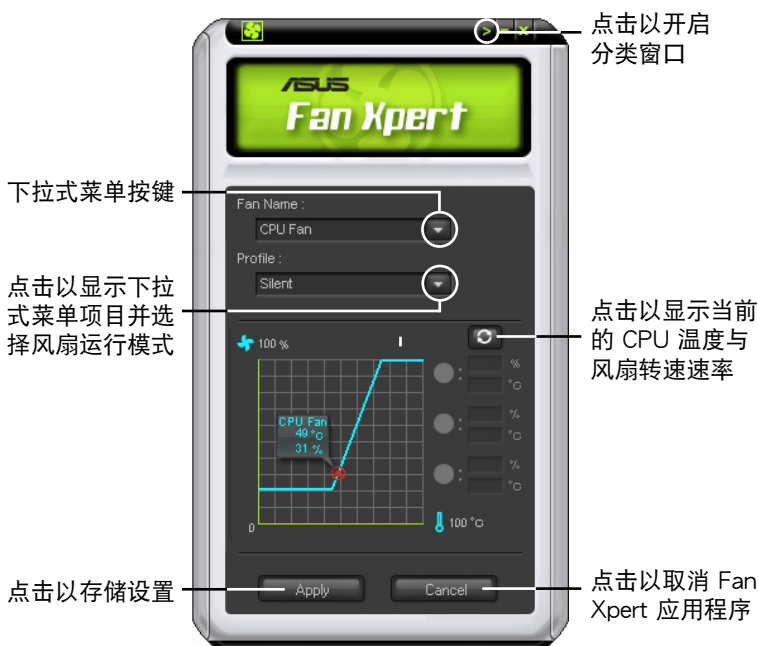 点击以开启
分类窗口
ASUS
Fan Xpert
下拉式菜单按键
Fan Name :
CPU Fan
Profile :
Silent
点击以显示下拉
式菜单项目并选
择风扇运行模式
点击以显示当前
的 CPU 温度与
风扇转速速率
100 %
%
°C
CPU Fan
49 °C
31 %
%
°C
%
°C
0
100 °C
点击以存储设置
Apply
Cancel
点击以取消 Fan
Xpert 应用程序